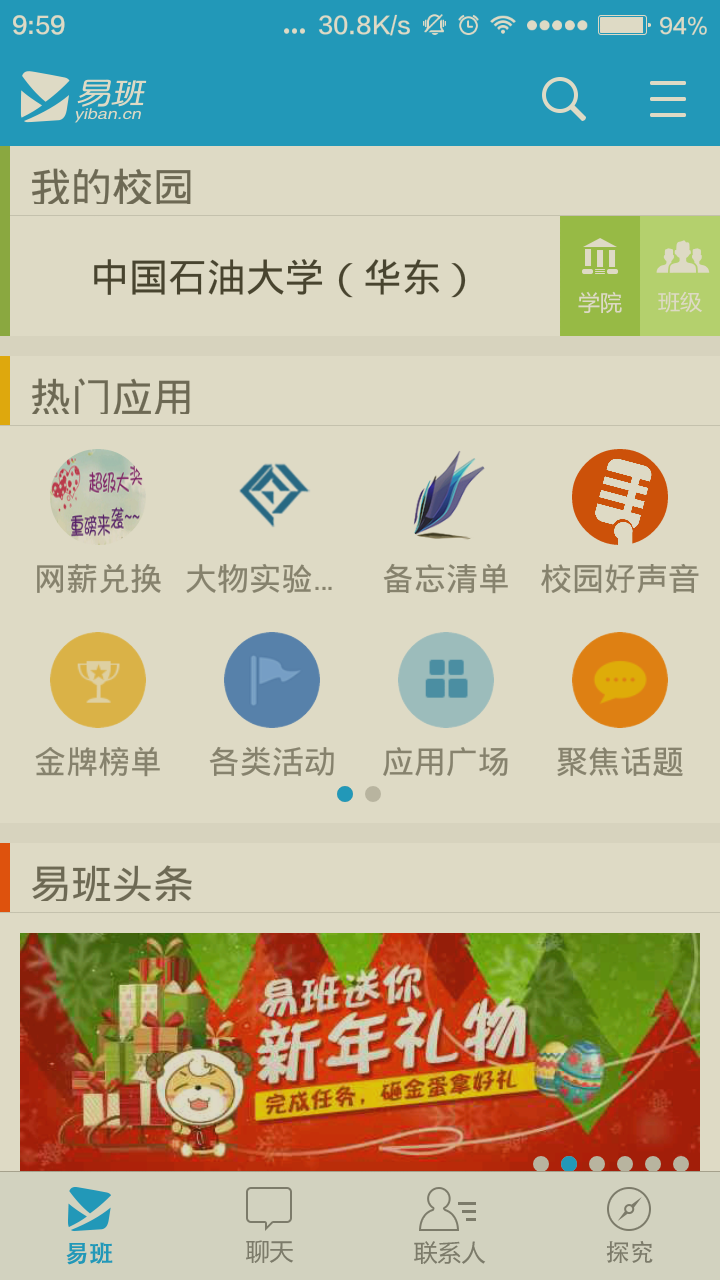 9:59 ... 30.8K/s 94%
易班
yiban.cn
我的校园
中国石油大学（华东）
学院 班级
热门应用
超级大奖
重磅来袭~~
网薪兑换 大物实验... 备忘清单 校园好声音
金牌榜单 各类活动 应用广场 聚焦话题
易班头条
易班送你
新年礼物
完成任务，砸金蛋拿好礼
易班 聊天 联系人 探究